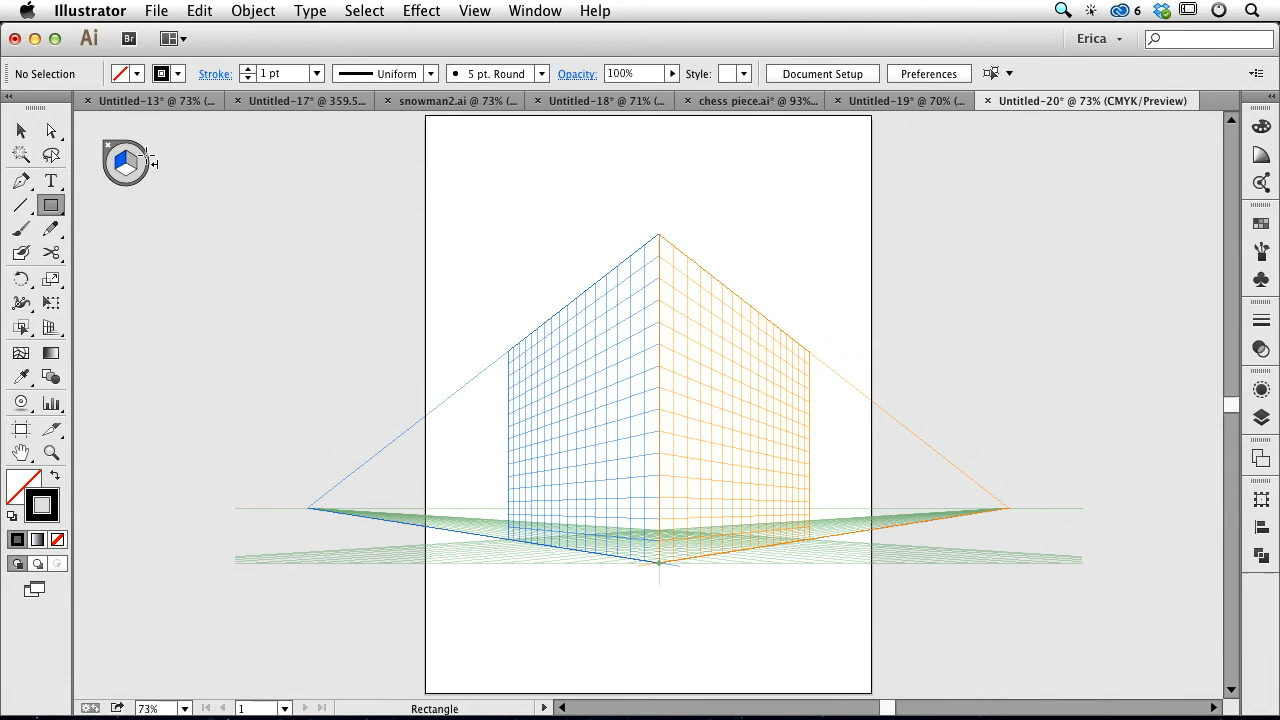 Illustrator File Edit Object Type Select Effect View Window Help 6
Ai Br Erica
No Selection Stroke: 1 pt Uniform 5 pt. Round Opacity: 100% Style: Document Setup Preferences
Untitled-13* @ 73% (... Untitled-17* @ 359.5... snowman2.ai @ 73% (... Untitled-18* @ 71% (... chess piece.ai* @ 93%... Untitled-19* @ 70% (... Untitled-20* @ 73% (CMYK/Preview)
T
73% 1 Rectangle